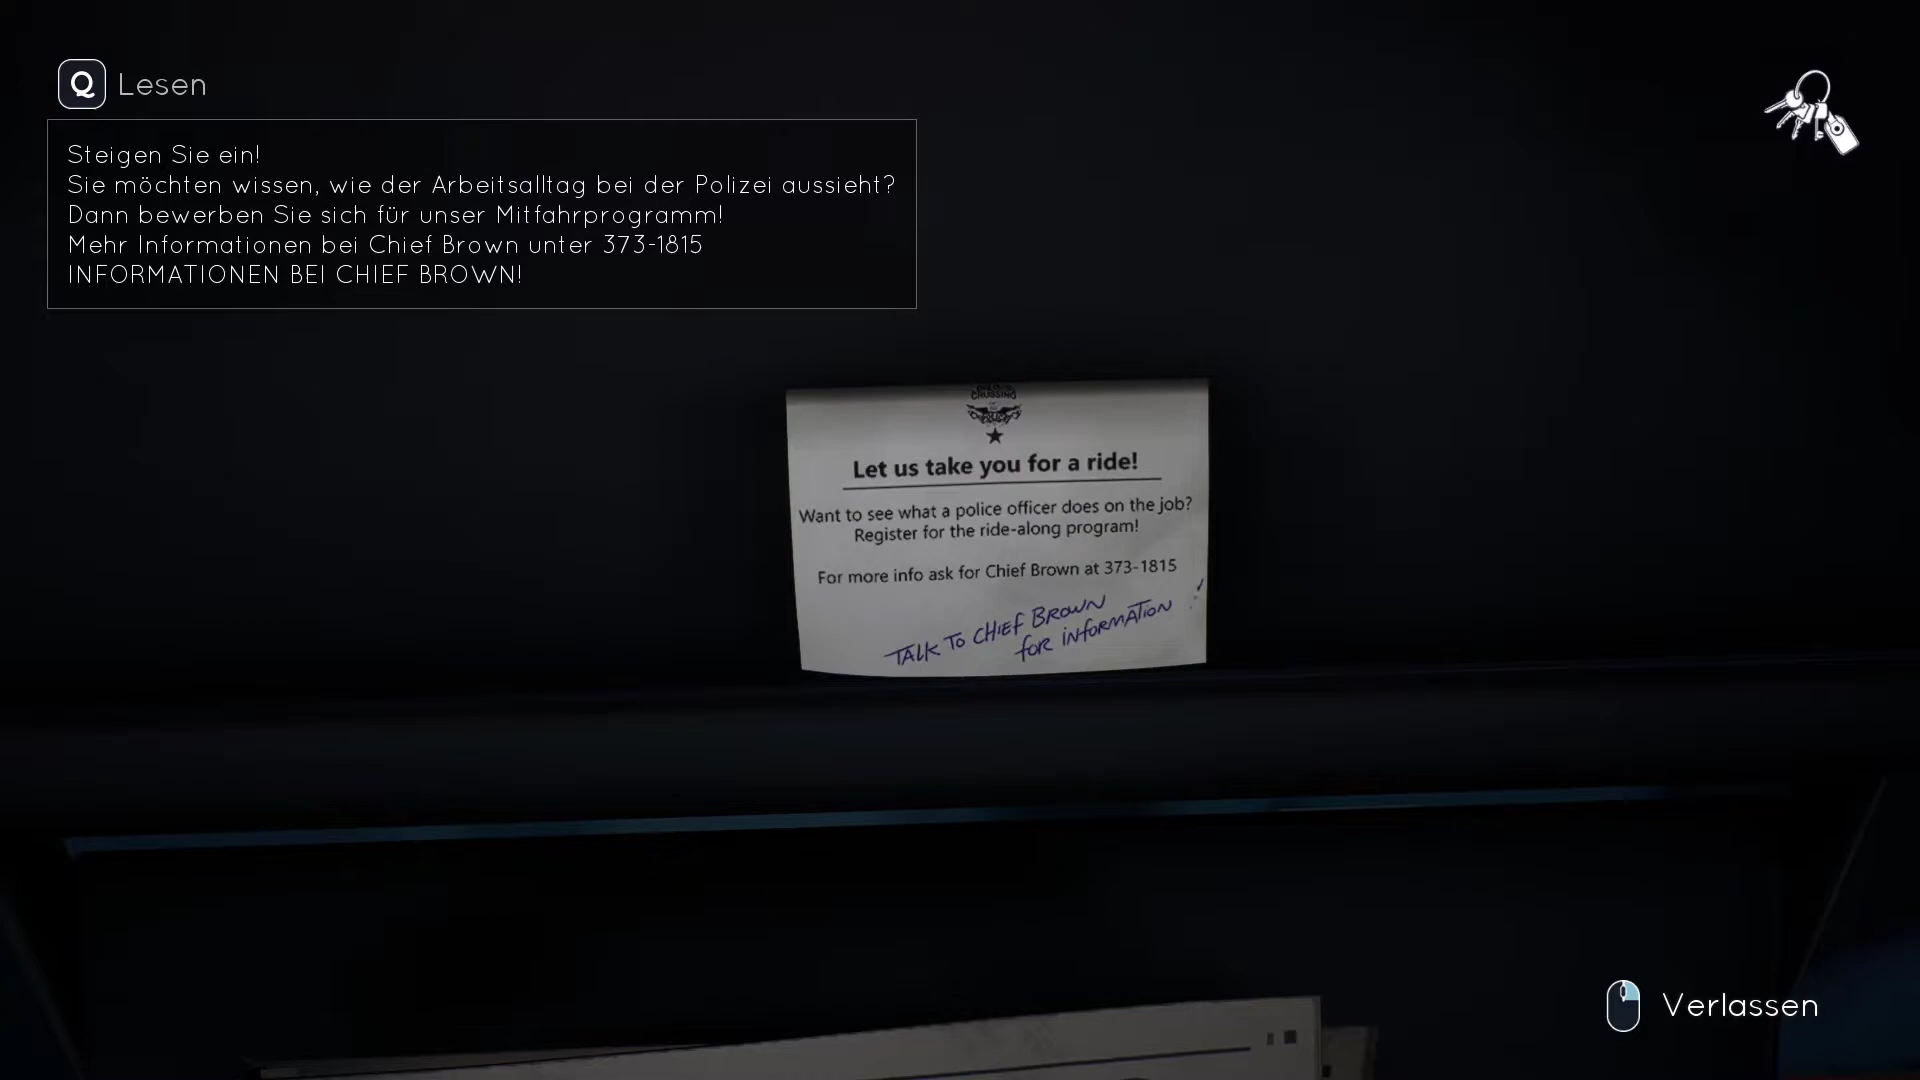 Q Lesen
Steigen Sie ein!
Sie möchten wissen, wie der Arbeitsalltag bei der Polizei aussieht?
Dann bewerben Sie sich für unser Mitfahrprogramm!
Mehr Informationen bei Chief Brown unter 373-1815
INFORMATIONEN BEI CHIEF BROWN!
CROSSING
Let us take you for a ride!
Want to see what a police officer does on the job?
Register for the ride-along program!
For more info ask for Chief Brown at 373-1815
TALK TO CHIEF BROWN
FOR INFORMATION !
Verlassen